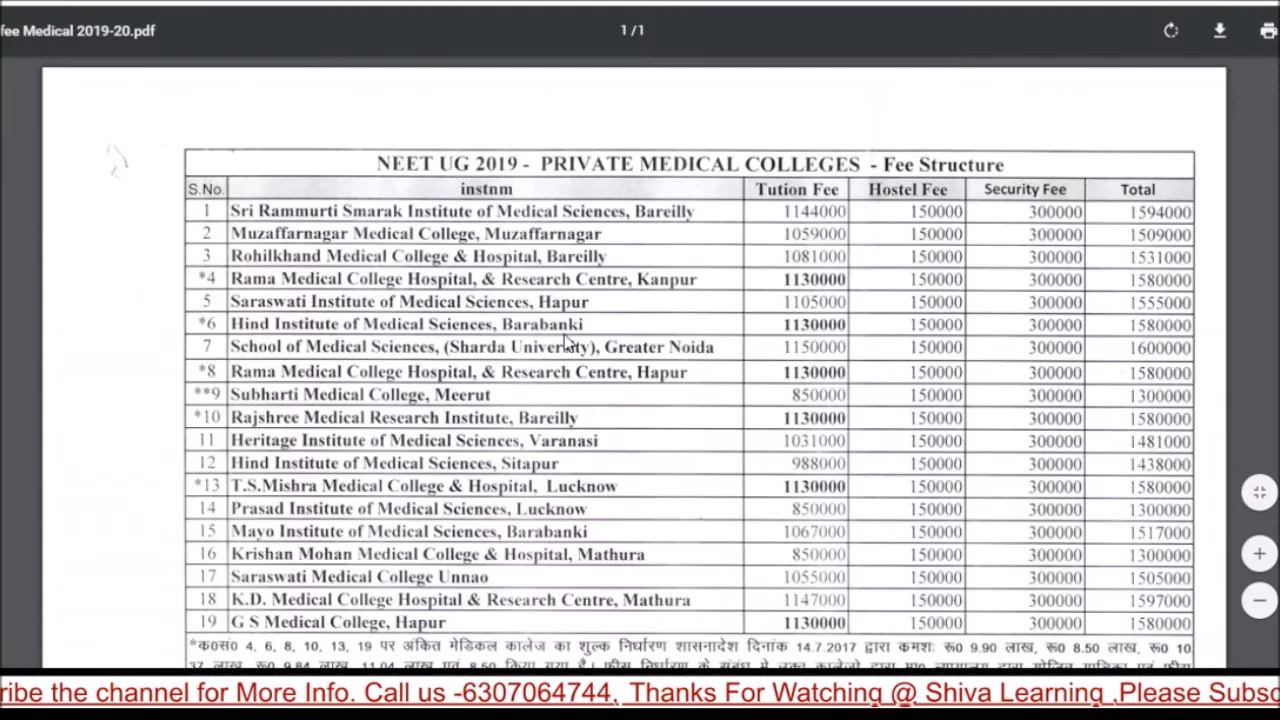 fee Medical 2019-20.pdf
1 / 1
NEET UG 2019 - PRIVATE MEDICAL COLLEGES - Fee Structure
S.No. instnm Tution Fee Hostel Fee Security Fee Total
1 Sri Rammurti Smarak Institute of Medical Sciences, Bareilly 1144000 150000 300000 1594000
2 Muzaffarnagar Medical College, Muzaffarnagar 1059000 150000 300000 1509000
3 Rohilkhand Medical College & Hospital, Bareilly 1081000 150000 300000 1531000
*4 Rama Medical College Hospital, & Research Centre, Kanpur 1130000 150000 300000 1580000
5 Saraswati Institute of Medical Sciences, Hapur 1105000 150000 300000 1555000
*6 Hind Institute of Medical Sciences, Barabanki 1130000 150000 300000 1580000
7 School of Medical Sciences, (Sharda University), Greater Noida 1150000 150000 300000 1600000
*8 Rama Medical College Hospital, & Research Centre, Hapur 1130000 150000 300000 1580000
**9 Subharti Medical College, Meerut 850000 150000 300000 1300000
*10 Rajshree Medical Research Institute, Bareilly 1130000 150000 300000 1580000
11 Heritage Institute of Medical Sciences, Varanasi 1031000 150000 300000 1481000
12 Hind Institute of Medical Sciences, Sitapur 988000 150000 300000 1438000
*13 T.S.Mishra Medical College & Hospital, Lucknow 1130000 150000 300000 1580000
14 Prasad Institute of Medical Sciences, Lucknow 850000 150000 300000 1300000
15 Mayo Institute of Medical Sciences, Barabanki 1067000 150000 300000 1517000
16 Krishan Mohan Medical College & Hospital, Mathura 850000 150000 300000 1300000
17 Saraswati Medical College Unnao 1055000 150000 300000 1505000
18 K.D. Medical College Hospital & Research Centre, Mathura 1147000 150000 300000 1597000
19 G S Medical College, Hapur 1130000 150000 300000 1580000
*क0सं0 4, 6, 8, 10, 13, 19 पर अंकित मेडिकल कालेज का शुल्क निर्धारण शासनादेश दिनांक 14.7.2017 द्वारा कमशः रू0 9.90 लाख, रू0 8.50 लाख, रू0 10
37 लाख, रू0 9.84 लाख, 11.04 लाख एवं 8.50 किया गया है।
ribe the channel for More Info. Call us -6307064744, Thanks For Watching @ Shiva Learning ,Please Subsc